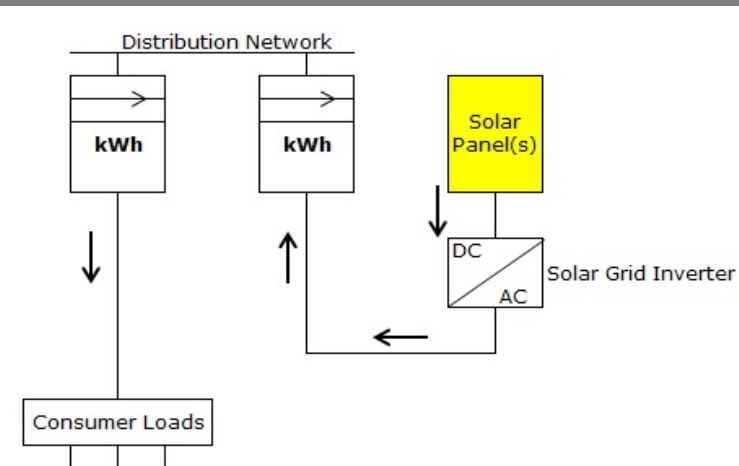 Distribution Network
kWh
kWh
Solar
Panel(s)
DC
AC
Solar Grid Inverter
Consumer Loads